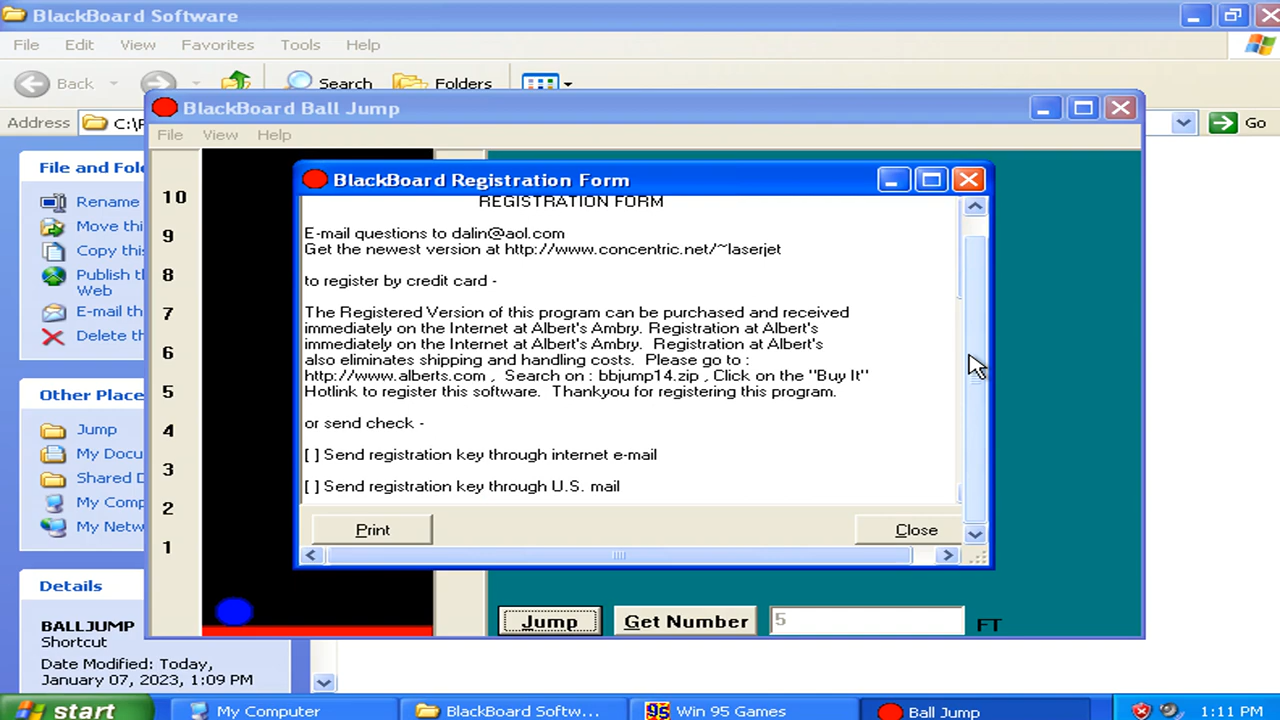 BlackBoard Software
File Edit View Favorites Tools Help
Back Search Folders
Address C:\F Go
BlackBoard Ball Jump
File View Help
File and Fol
Rename
Move thi
Copy this
Publish t
Web
E-mail th
Delete th
Other Place
Jump
My Docu
Shared D
My Comp
My Netw
Details
BALLJUMP
Shortcut
Date Modified: Today,
January 07, 2023, 1:09 PM
10
9
8
7
6
5
4
3
2
1
BlackBoard Registration Form
REGISTRATION FORM
E-mail questions to dalin@aol.com
Get the newest version at http://www.concentric.net/~laserjet
to register by credit card -
The Registered Version of this program can be purchased and received
immediately on the Internet at Albert's Ambry. Registration at Albert's
immediately on the Internet at Albert's Ambry.  Registration at Albert's
also eliminates shipping and handling costs.  Please go to :
http://www.alberts.com ,  Search on : bbjump14.zip , Click on the "Buy It"
Hotlink to register this software.  Thankyou for registering this program.
or send check -
[ ] Send registration key through internet e-mail
[ ] Send registration key through U.S. mail
Print Close
Jump Get Number 5 FT
start My Computer BlackBoard Softw... 95 Win 95 Games Ball Jump 1:11 PM